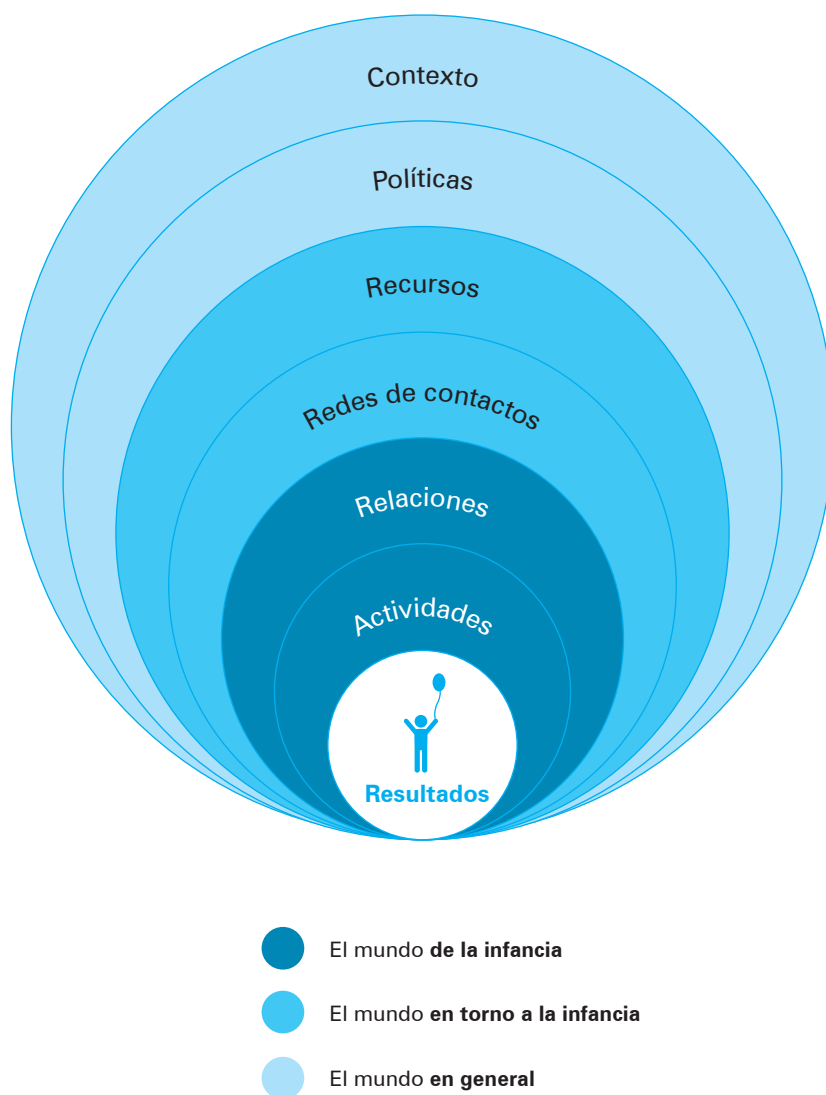 Contexto
Políticas
Recursos
Redes de contactos
Relaciones
Actividades
Resultados
El mundo de la infancia
El mundo en torno a la infancia
El mundo en general